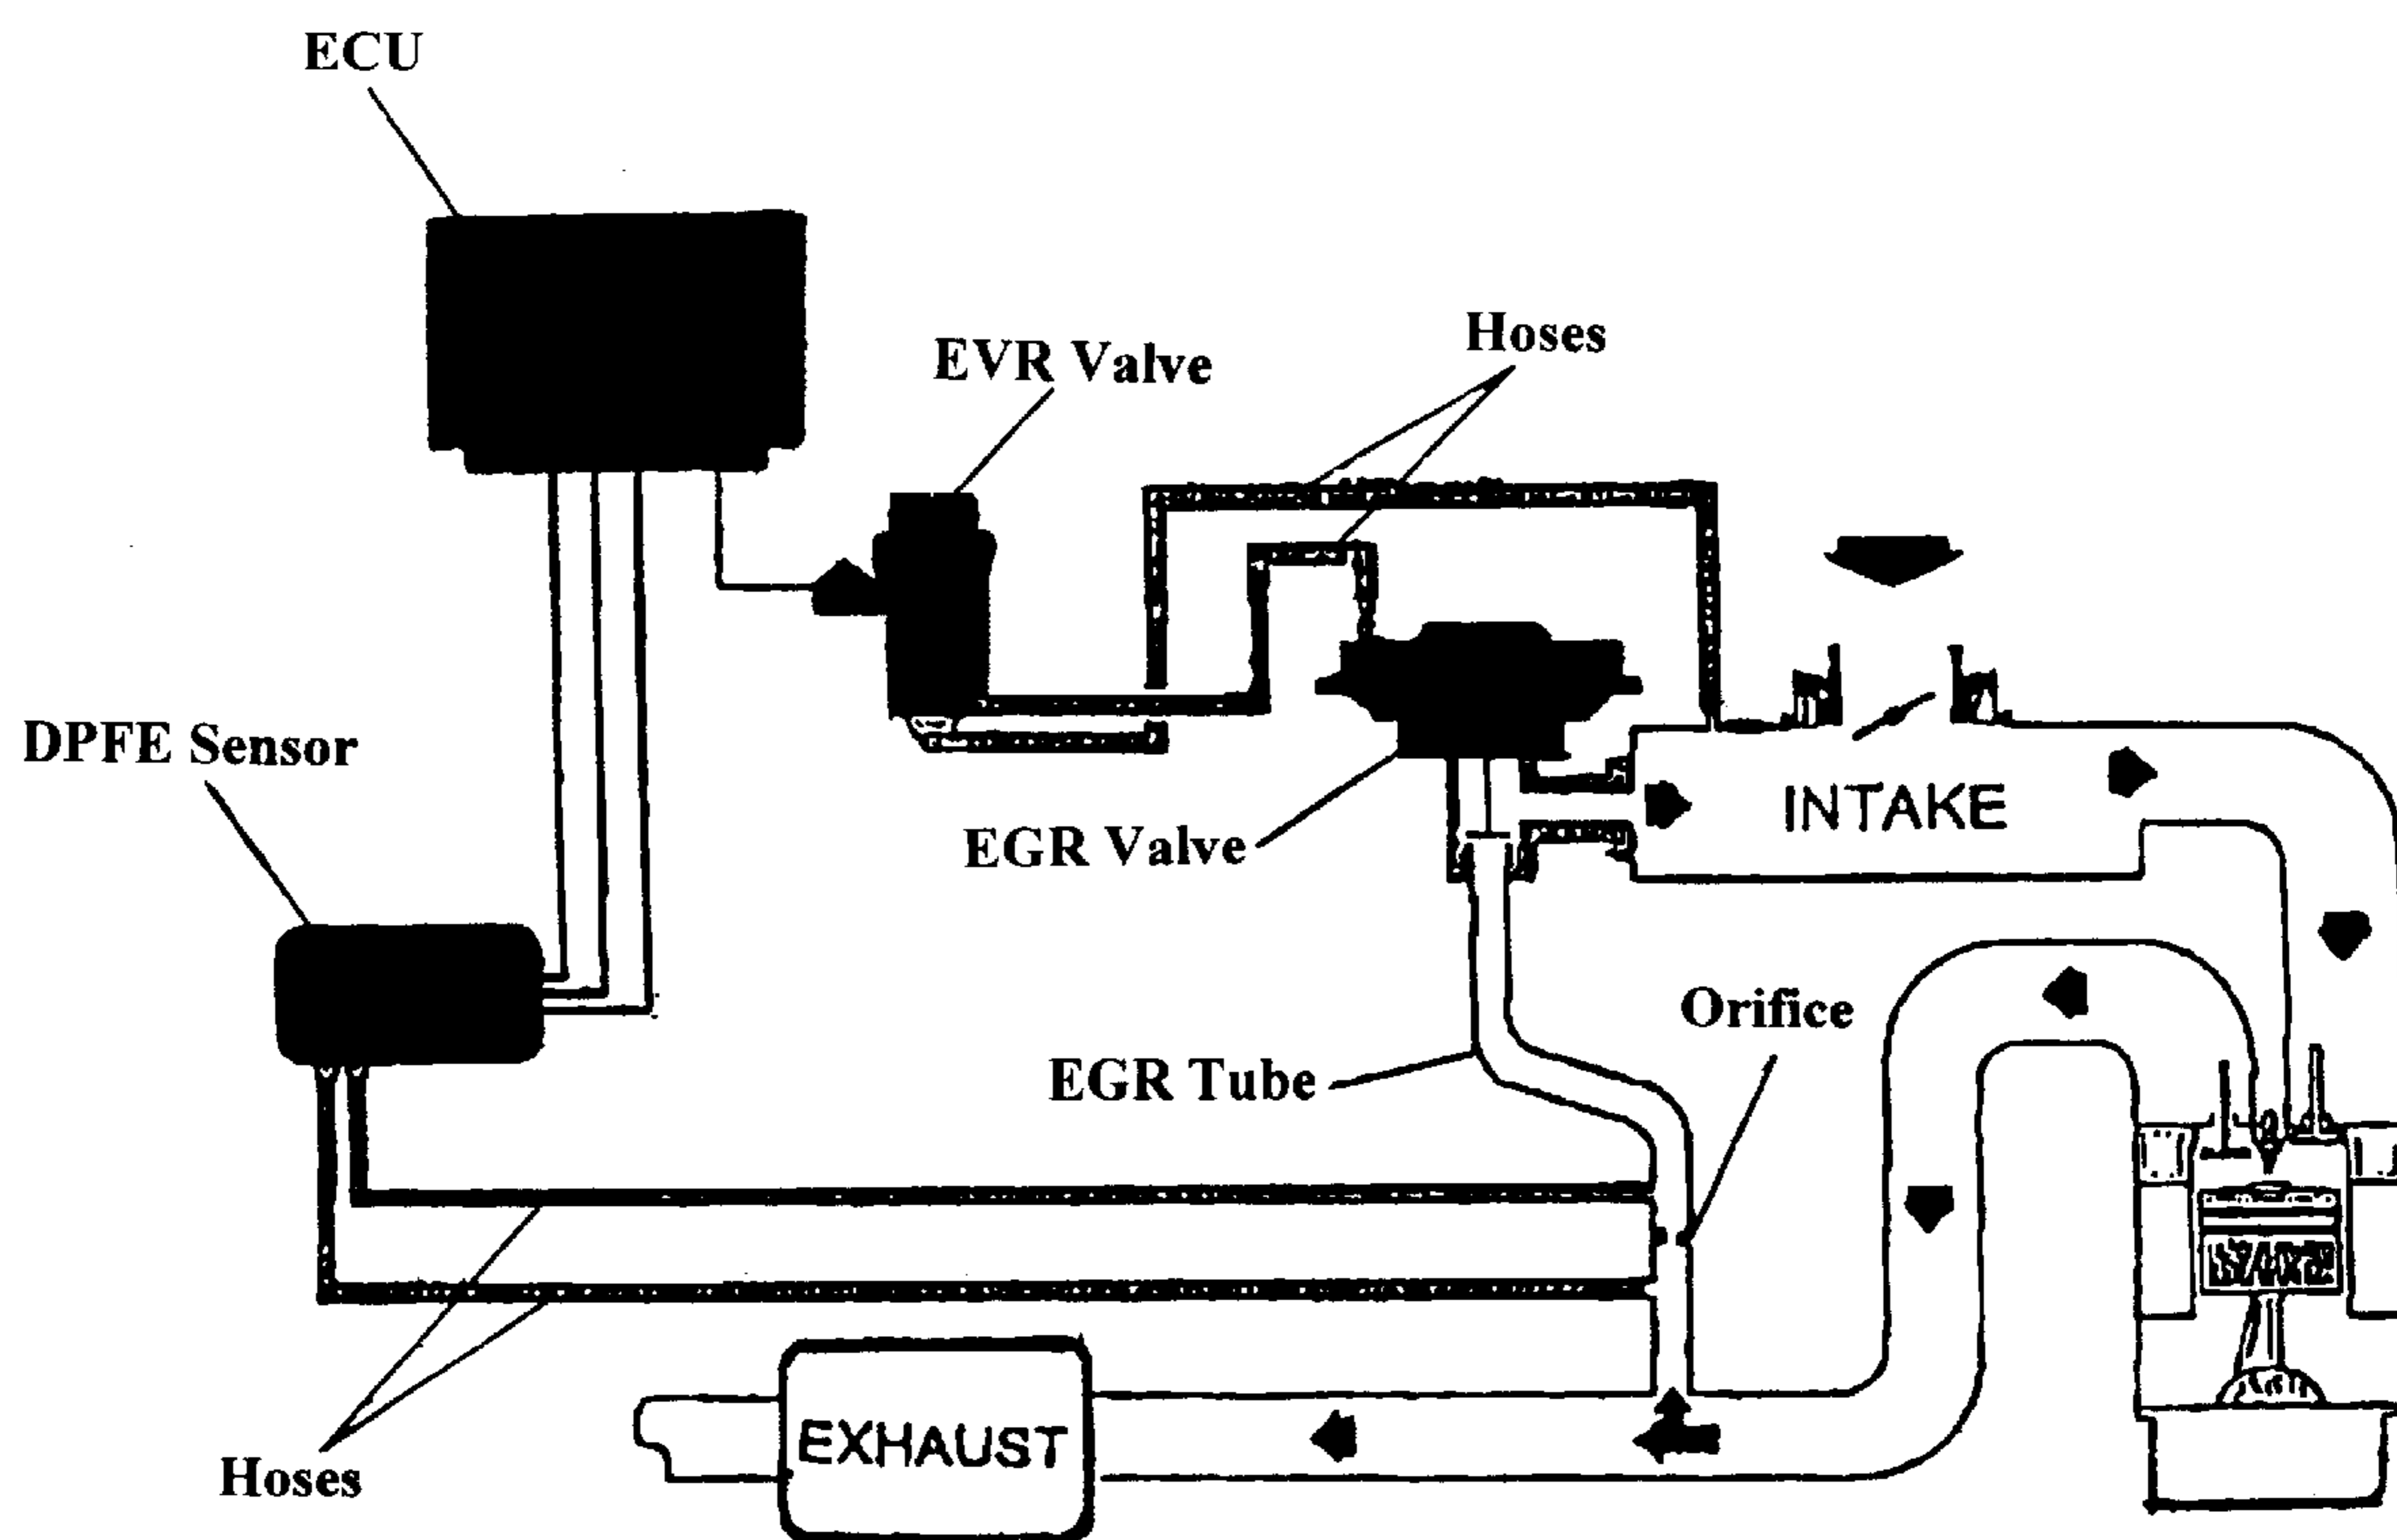 ECU
EVR Valve
Hoses
DPFE Sensor
EGR Valve
INTAKE
Orifice
EGR Tube
EXHAUST
Hoses